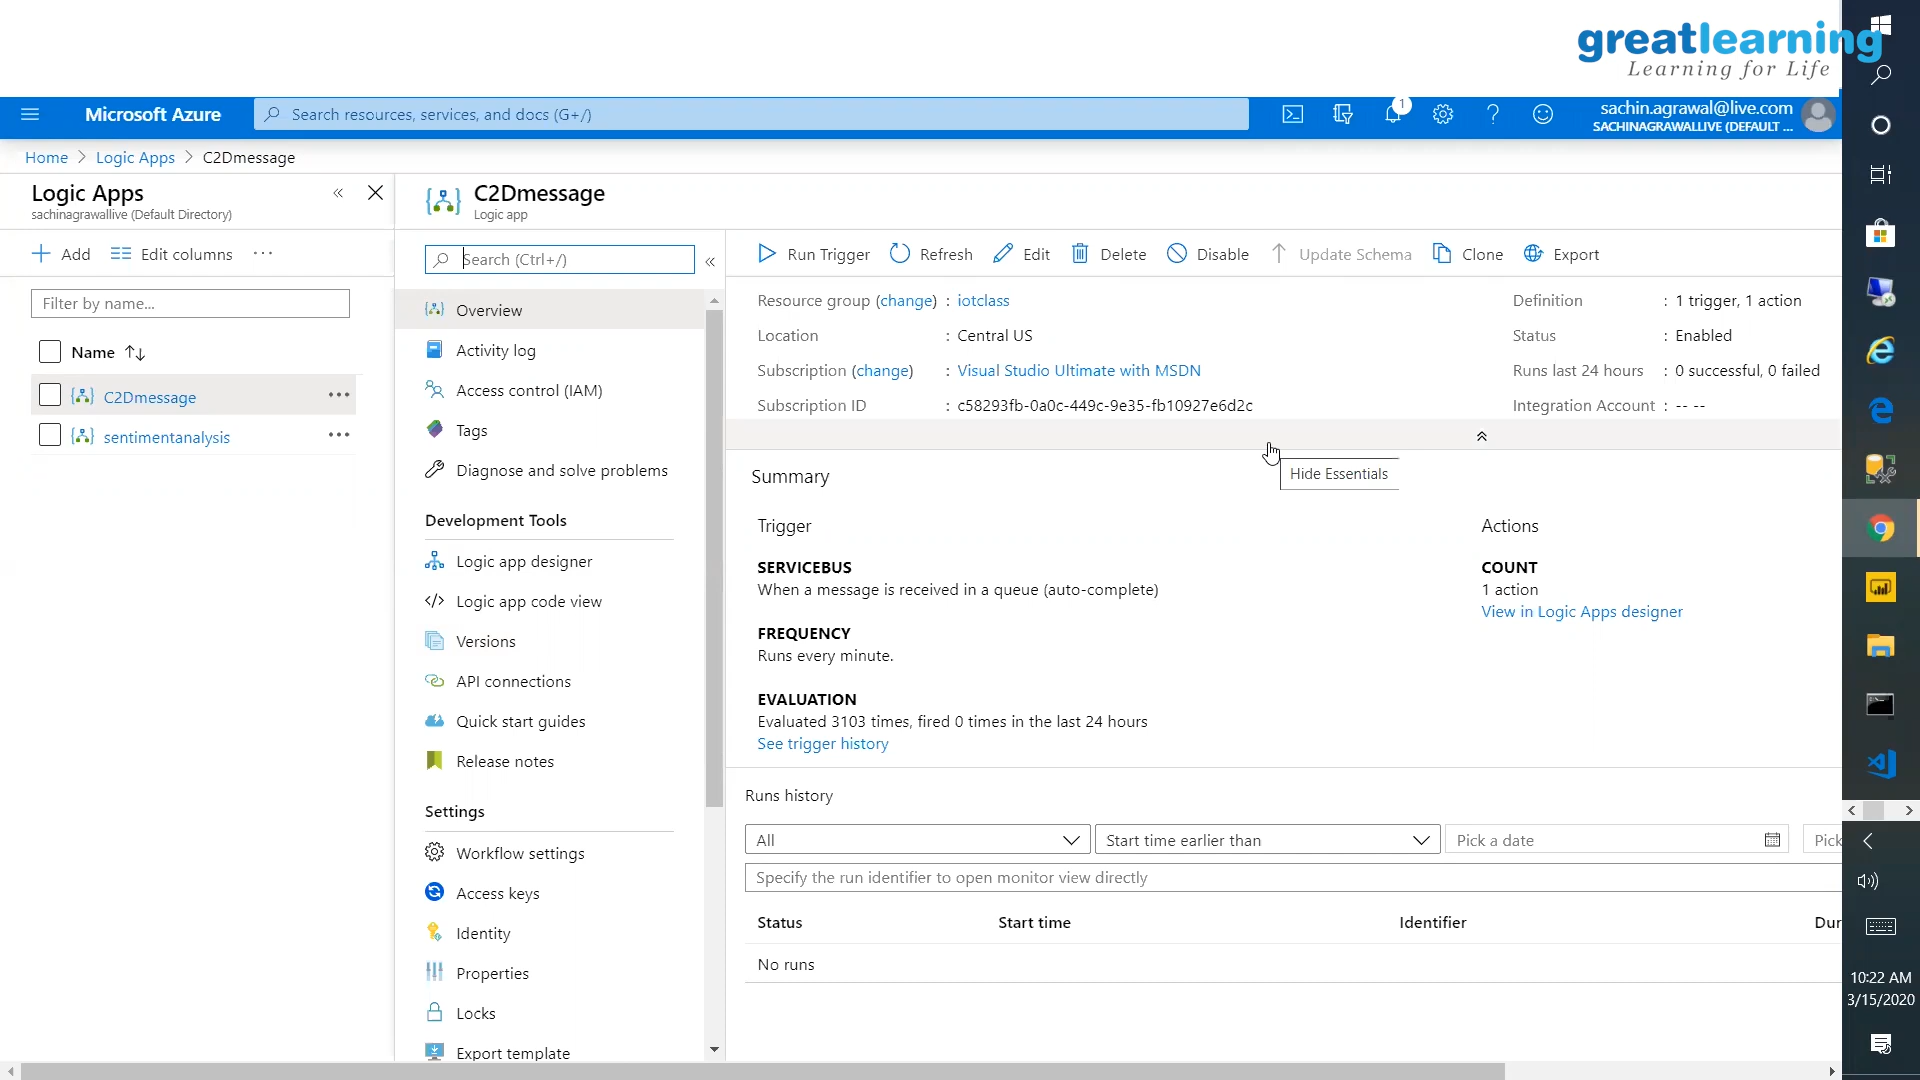 greatlearning
Learning for Life
Microsoft Azure
Search resources, services, and docs (G+/)
1
sachin.agrawal@live.com
SACHINAGRAWALLIVE (DEFAULT ...
Home > Logic Apps > C2Dmessage
Logic Apps
sachinagrawallive (Default Directory)
Add
Edit columns
Filter by name...
Name
C2Dmessage
sentimentanalysis
C2Dmessage
Logic app
Search (Ctrl+/)
Overview
Activity log
Access control (IAM)
Tags
Diagnose and solve problems
Development Tools
Logic app designer
Logic app code view
Versions
API connections
Quick start guides
Release notes
Settings
Workflow settings
Access keys
Identity
Properties
Locks
Export template
Run Trigger
Refresh
Edit
Delete
Disable
Update Schema
Clone
Export
Resource group (change) : iotclass
Location : Central US
Subscription (change) : Visual Studio Ultimate with MSDN
Subscription ID : c58293fb-0a0c-449c-9e35-fb10927e6d2c
Definition : 1 trigger, 1 action
Status : Enabled
Runs last 24 hours : 0 successful, 0 failed
Integration Account : -- --
Hide Essentials
Summary
Trigger
SERVICEBUS
When a message is received in a queue (auto-complete)
FREQUENCY
Runs every minute.
EVALUATION
Evaluated 3103 times, fired 0 times in the last 24 hours
See trigger history
Actions
COUNT
1 action
View in Logic Apps designer
Runs history
All
Start time earlier than
Pick a date
Pick
Specify the run identifier to open monitor view directly
Status Start time Identifier Dur
No runs
10:22 AM
3/15/2020